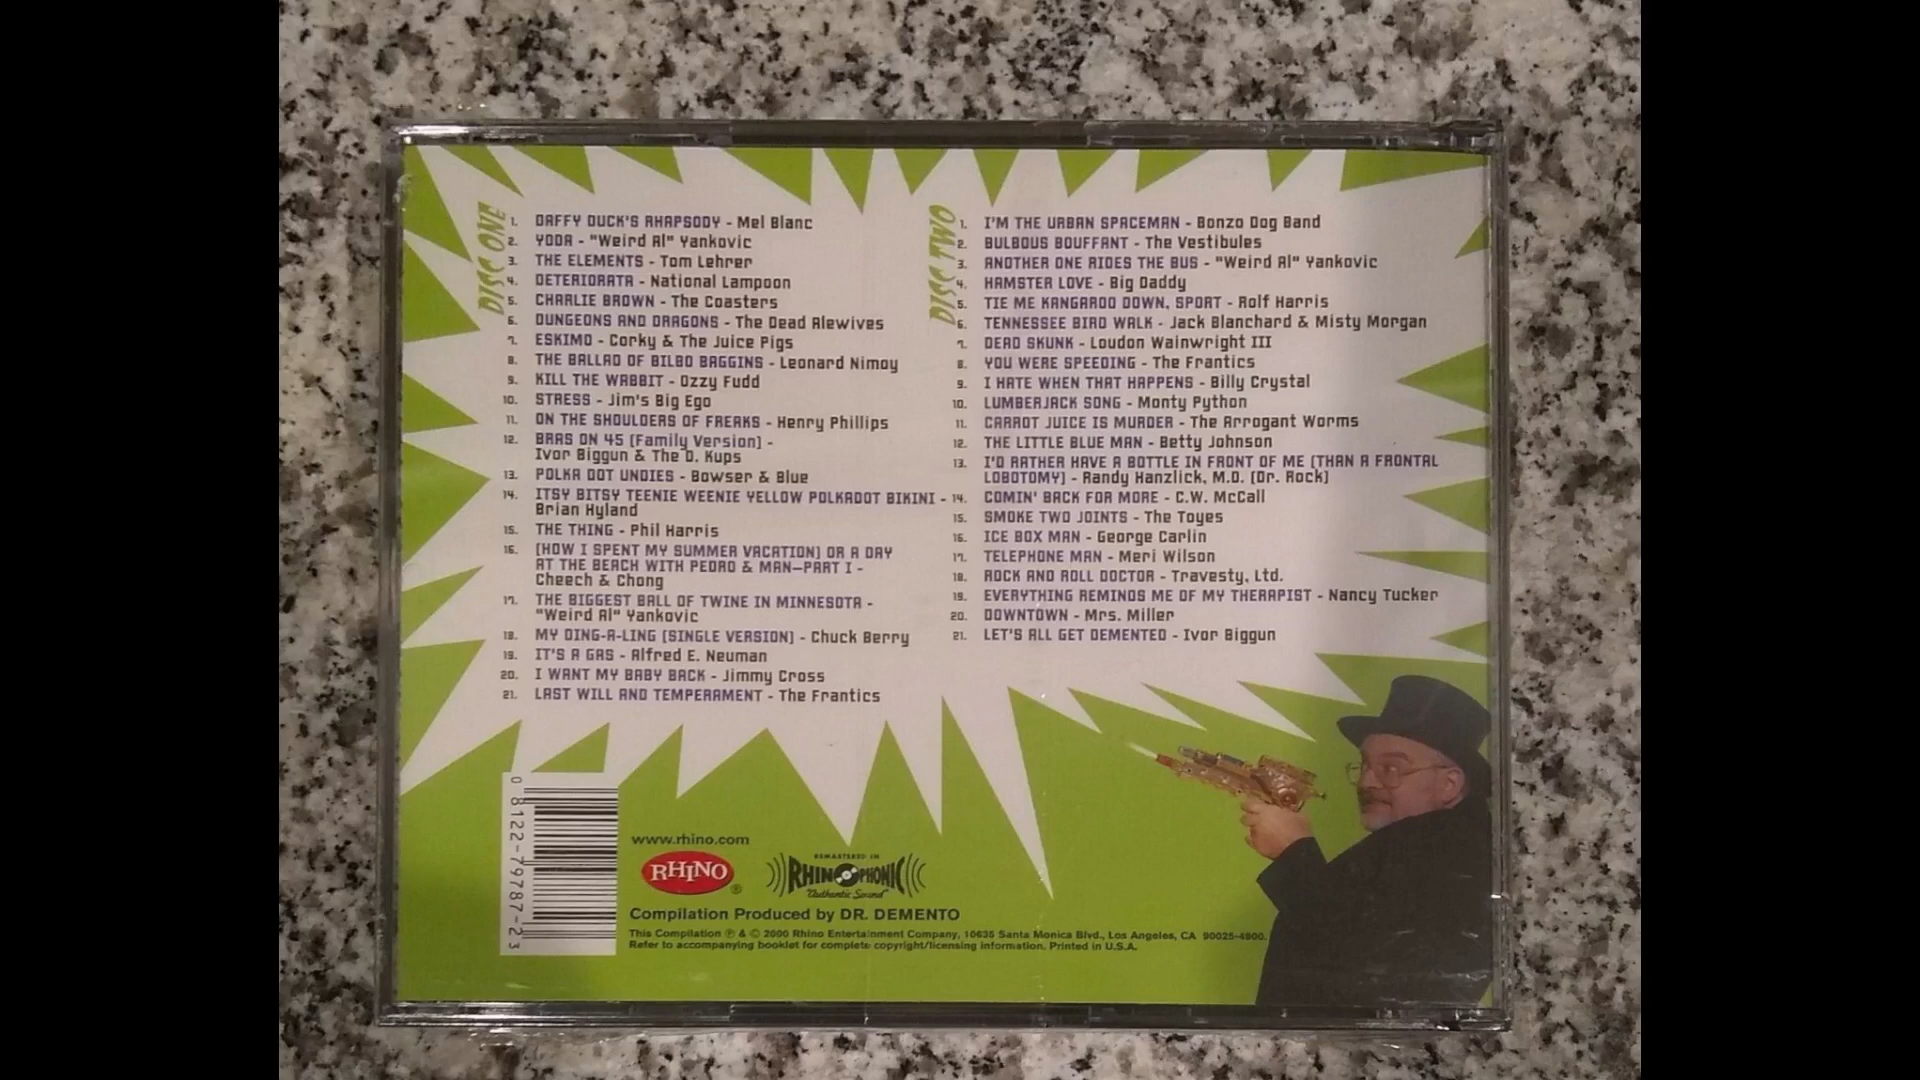 DISC ONE
1. DAFFY DUCK'S RHAPSODY - Mel Blanc
2. YODA - "Weird Al" Yankovic
3. THE ELEMENTS - Tom Lehrer
4. DETERIORATA - National Lampoon
5. CHARLIE BROWN - The Coasters
6. DUNGEONS AND DRAGONS - The Dead Alewives
7. ESKIMO - Corky & The Juice Pigs
8. THE BALLAD OF BILBO BAGGINS - Leonard Nimoy
9. KILL THE WABBIT - Ozzy Fudd
10. STRESS - Jim's Big Ego
11. ON THE SHOULDERS OF FREAKS - Henry Phillips
12. BRAS ON 45 (Family Version) -
Ivor Biggun & The D. Kups
13. POLKA DOT UNDIES - Bowser & Blue
14. ITSY BITSY TEENIE WEENIE YELLOW POLKADOT BIKINI -
Brian Hyland
15. THE THING - Phil Harris
16. (HOW I SPENT MY SUMMER VACATION) OR A DAY
AT THE BEACH WITH PEDRO & MAN—PART I -
Cheech & Chong
17. THE BIGGEST BALL OF TWINE IN MINNESOTA -
"Weird Al" Yankovic
18. MY DING-A-LING (SINGLE VERSION) - Chuck Berry
19. IT'S A GAS - Alfred E. Neuman
20. I WANT MY BABY BACK - Jimmy Cross
21. LAST WILL AND TEMPERAMENT - The Frantics
DISC TWO
1. I'M THE URBAN SPACEMAN - Bonzo Dog Band
2. BULBOUS BOUFFANT - The Vestibules
3. ANOTHER ONE RIDES THE BUS - "Weird Al" Yankovic
4. HAMSTER LOVE - Big Daddy
5. TIE ME KANGAROO DOWN, SPORT - Rolf Harris
6. TENNESSEE BIRD WALK - Jack Blanchard & Misty Morgan
7. DEAD SKUNK - Loudon Wainwright III
8. YOU WERE SPEEDING - The Frantics
9. I HATE WHEN THAT HAPPENS - Billy Crystal
10. LUMBERJACK SONG - Monty Python
11. CARROT JUICE IS MURDER - The Arrogant Worms
12. THE LITTLE BLUE MAN - Betty Johnson
13. I'D RATHER HAVE A BOTTLE IN FRONT OF ME (THAN A FRONTAL
LOBOTOMY) - Randy Hanzlick, M.D. (Dr. Rock)
14. COMIN' BACK FOR MORE - C.W. McCall
15. SMOKE TWO JOINTS - The Toyes
16. ICE BOX MAN - George Carlin
17. TELEPHONE MAN - Meri Wilson
18. ROCK AND ROLL DOCTOR - Travesty, Ltd.
19. EVERYTHING REMINDS ME OF MY THERAPIST - Nancy Tucker
20. DOWNTOWN - Mrs. Miller
21. LET'S ALL GET DEMENTED - Ivor Biggun
0 8122-79787-2 3
www.rhino.com
RHINO ®
REMASTERED IN
RHINOPHONIC
"Authentic Sound"
Compilation Produced by DR. DEMENTO
This Compilation ℗ & © 2000 Rhino Entertainment Company, 10635 Santa Monica Blvd., Los Angeles, CA 90025-4900.
Refer to accompanying booklet for complete copyright/licensing information. Printed in U.S.A.